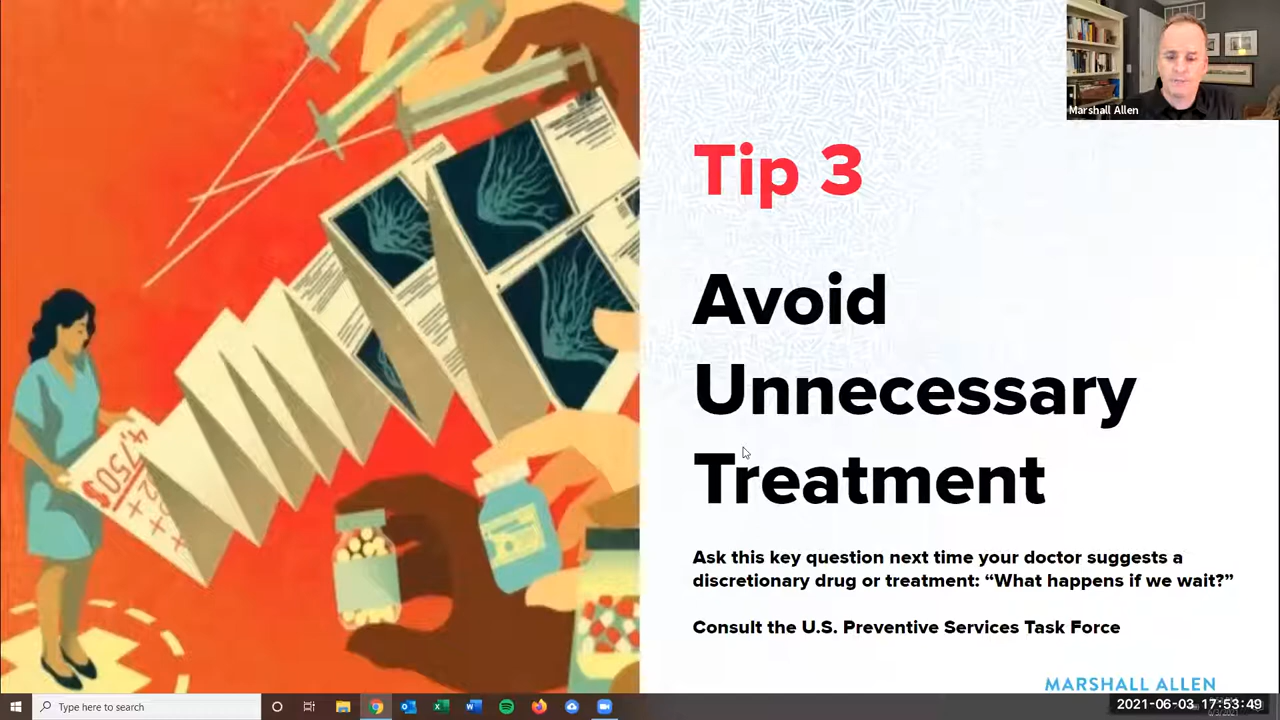 Marshall Allen
Tip 3
Avoid
Unnecessary
Treatment
Ask this key question next time your doctor suggests a
discretionary drug or treatment: “What happens if we wait?”
Consult the U.S. Preventive Services Task Force
MARSHALL ALLEN
Type here to search
2021-06-03 17:53:49